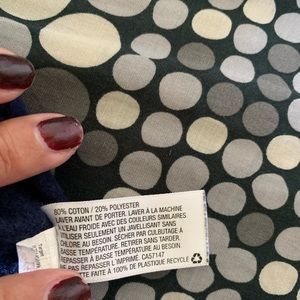 60% COTON / 20% POLYESTER
LAVER AVANT DE PORTER. LAVER À LA MACHINE
À L'EAU FROIDE AVEC DES COULEURS SIMILAIRES
UTILISER SEULEMENT UN JAVELLISANT SANS
CHLORE AU BESOIN. SÉCHER PAR CULBUTAGE À
BASSE TEMPÉRATURE. RETIRER SANS TARDER
REPASSER À BASSE TEMPÉRATURE AU BESOIN.
NE PAS REPASSER L'IMPRIMÉ. CA57147
FAITE À 100% DE PLASTIQUE RECYCLÉ